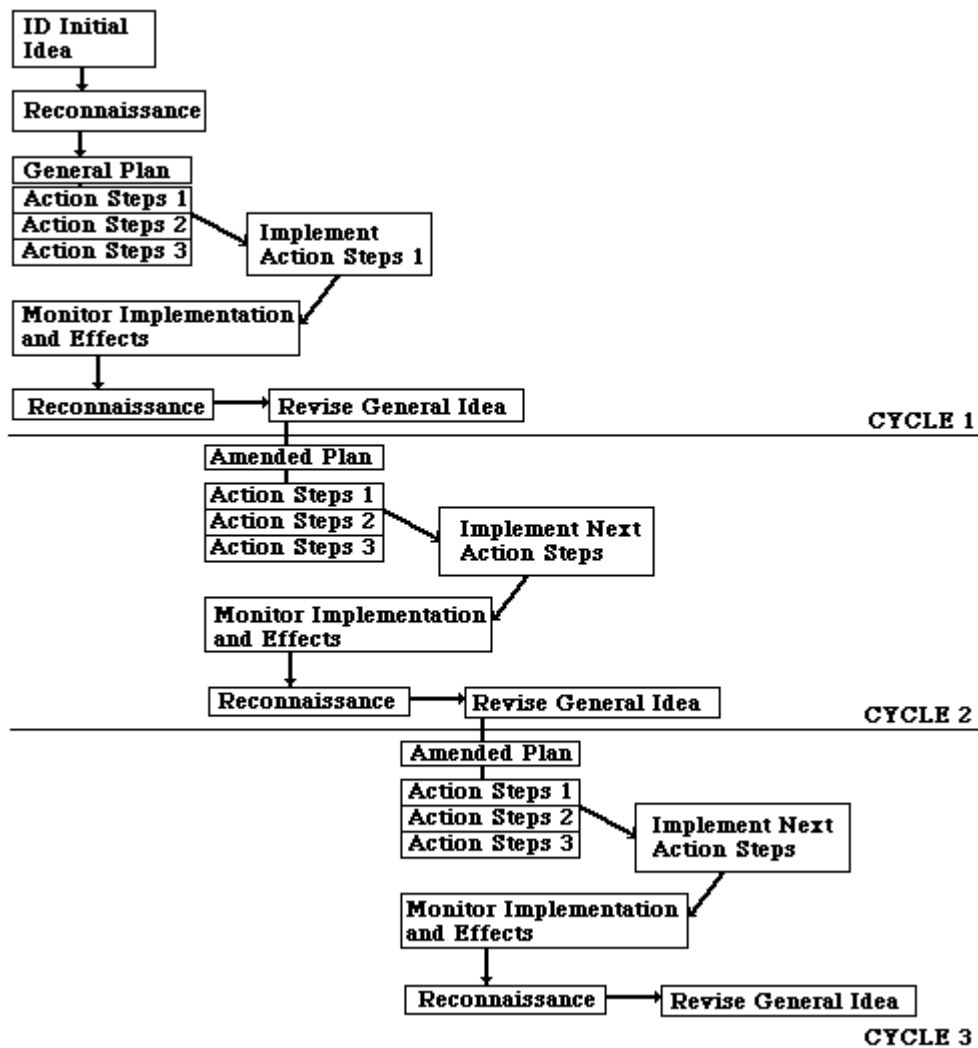 ID Initial
Idea
Reconnaissance
General Plan
Action Steps 1
Action Steps 2
Action Steps 3
Implement
Action Steps 1
Monitor Implementation
and Effects
Reconnaissance
Revise General Idea
CYCLE 1
Amended Plan
Action Steps 1
Action Steps 2
Action Steps 3
Implement Next
Action Steps
Monitor Implementation
and Effects
Reconnaissance
Revise General Idea
CYCLE 2
Amended Plan
Action Steps 1
Action Steps 2
Action Steps 3
Implement Next
Action Steps
Monitor Implementation
and Effects
Reconnaissance
Revise General Idea
CYCLE 3